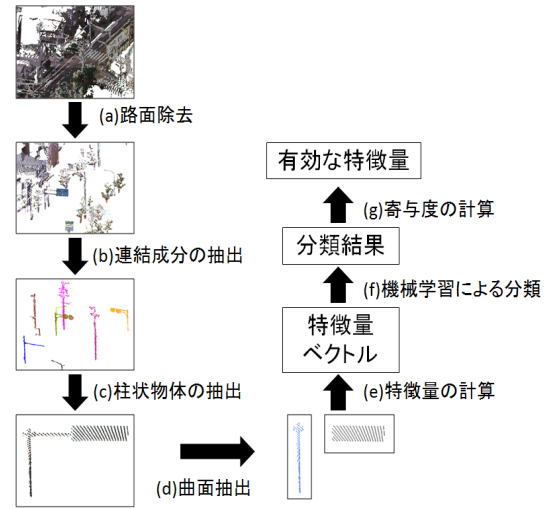 (a)路面除去
(b)連結成分の抽出
(c)柱状物体の抽出
(d)曲面抽出
(e)特徴量の計算
特徴量
ベクトル
(f)機械学習による分類
分類結果
(g)寄与度の計算
有効な特徴量